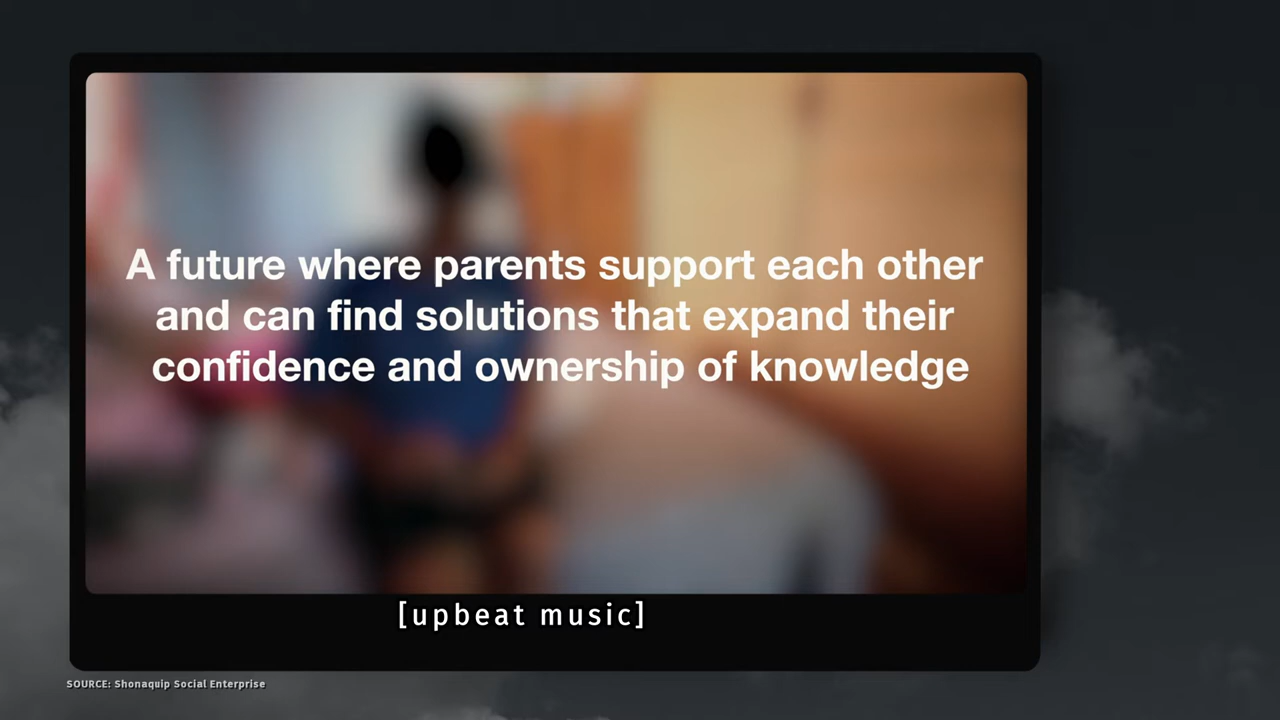 A future where parents support each other
and can find solutions that expand their
confidence and ownership of knowledge
[upbeat music]
SOURCE: Shonaquip Social Enterprise